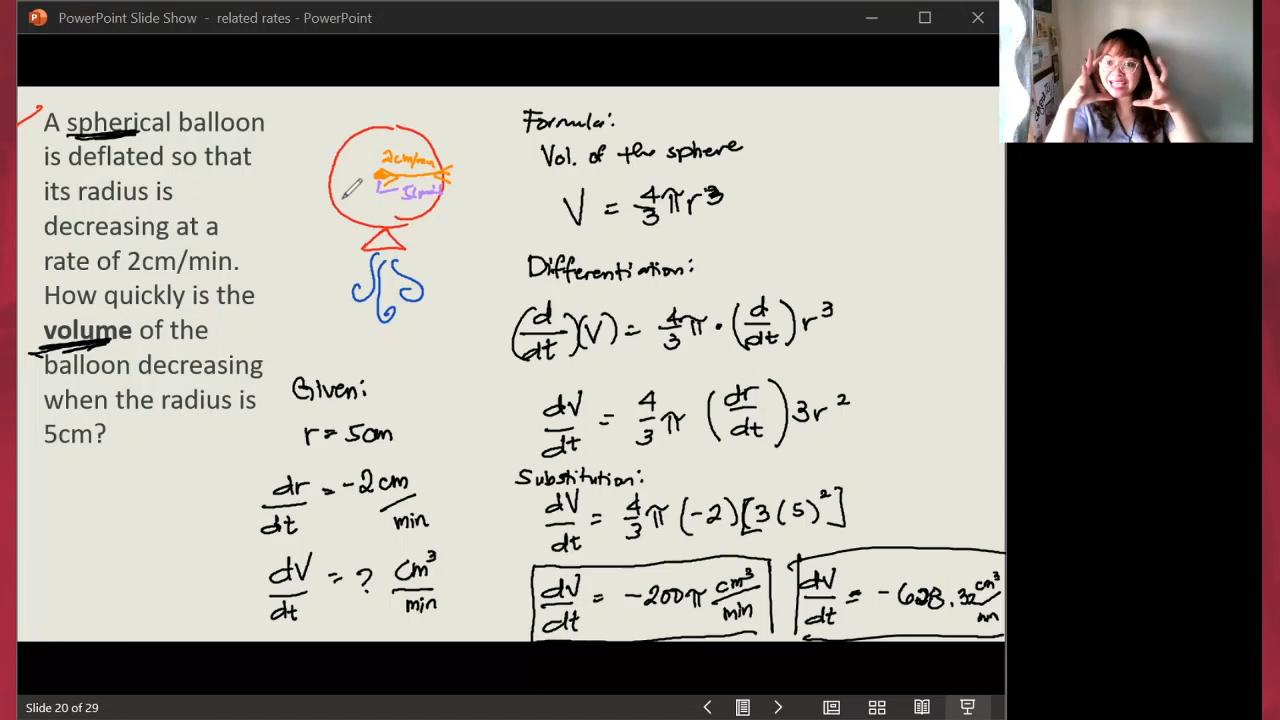 PowerPoint Slide Show - related rates - PowerPoint
A spherical balloon
is deflated so that
its radius is
decreasing at a
rate of 2cm/min.
How quickly is the
volume of the
balloon decreasing
when the radius is
5cm?
2cm/min
Given:
r = 5cm
dr/dt = -2 cm/min
dV/dt = ? cm³/min
Formula:
Vol. of the sphere
V = 4/3 πr³
Differentiation:
(d/dt)(V) = 4/3 π · (d/dt) r³
dV/dt = 4/3 π (dr/dt) 3r²
Substitution:
dV/dt = 4/3 π (-2)[3(5)²]
dV/dt = -200π cm³/min
dV/dt = -628.32 cm³/min
Slide 20 of 29